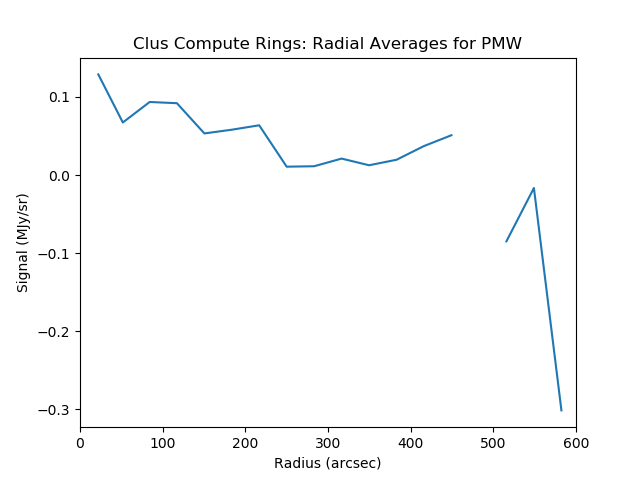 Clus Compute Rings: Radial Averages for PMW
Signal (MJy/sr)
0.1
0.0
−0.1
−0.2
−0.3
0 100 200 300 400 500 600
Radius (arcsec)